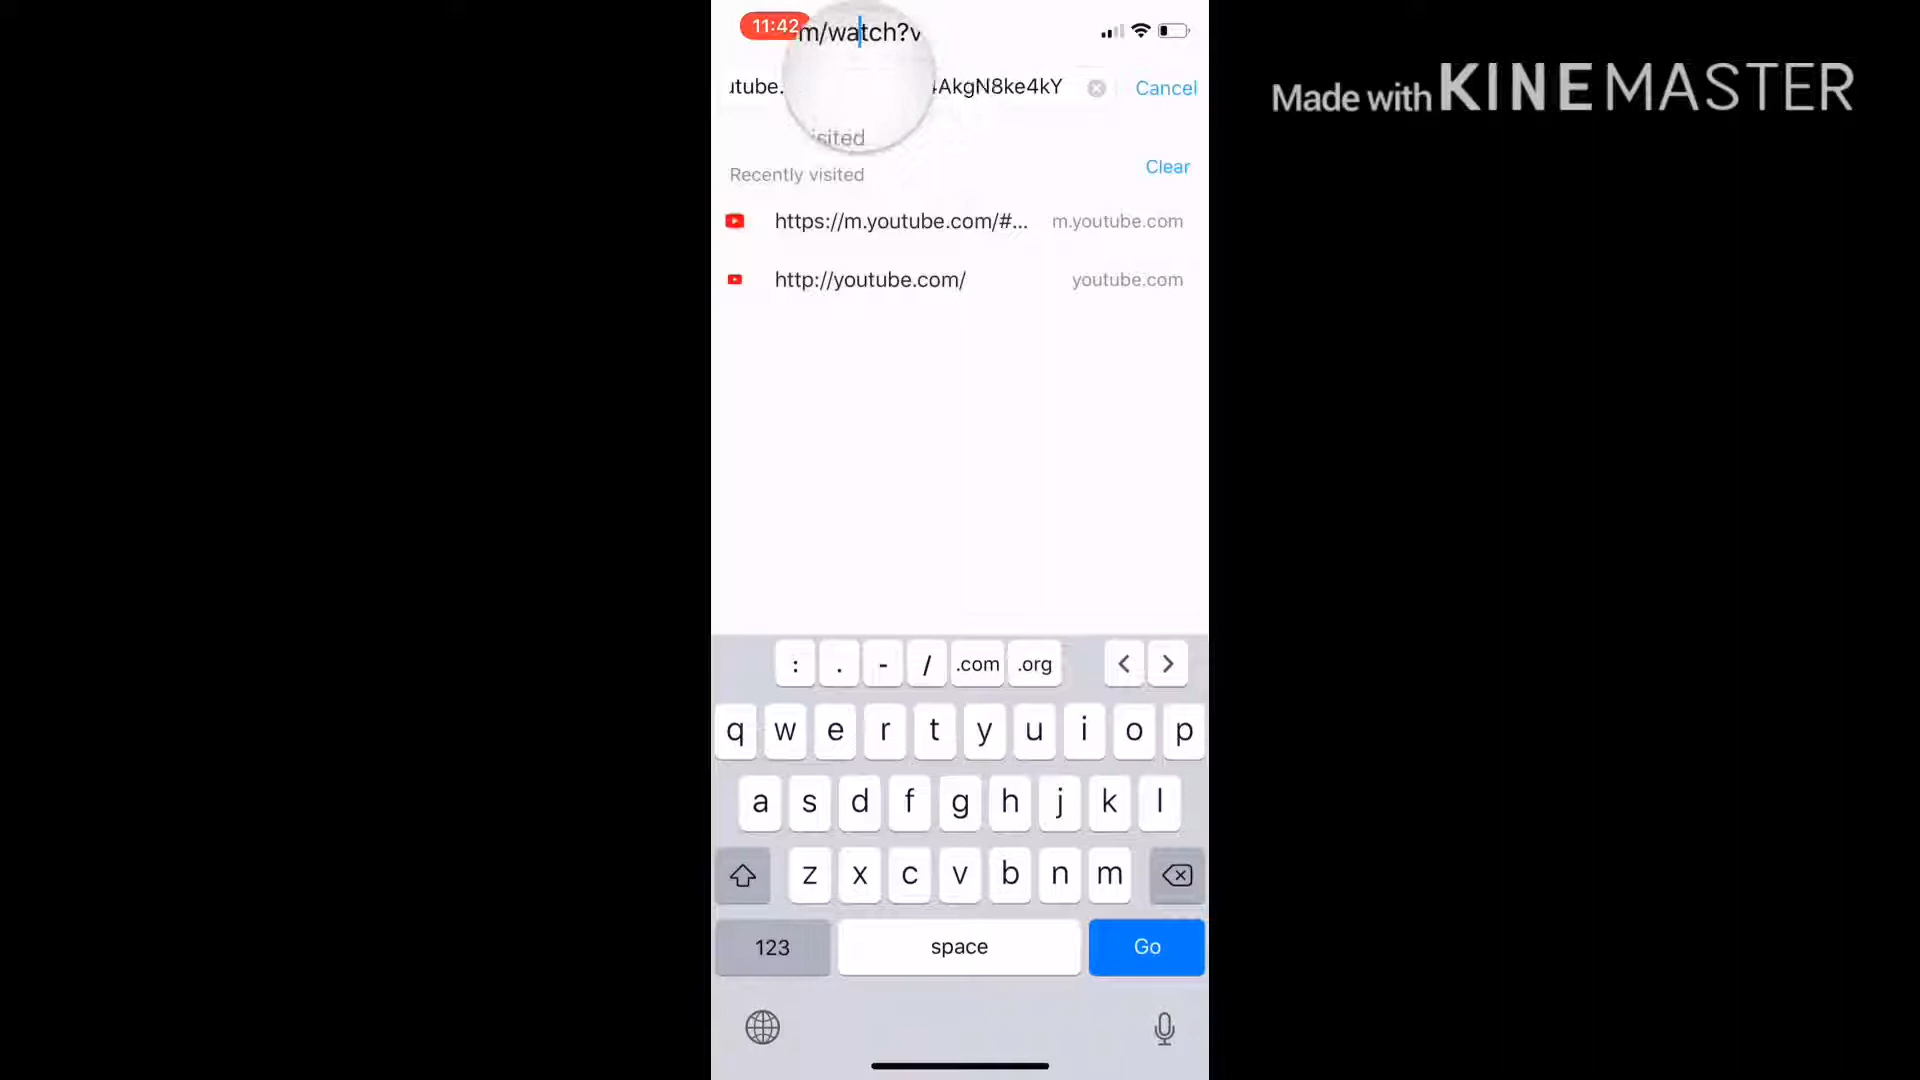 11:42
m/watch?v
Made with KINEMASTER
utube.
AkgN8ke4kY
Cancel
isited
Recently visited
Clear
https://m.youtube.com/#...
m.youtube.com
http://youtube.com/
youtube.com
: . - / .com .org < >
q w e r t y u i o p
a s d f g h j k l
z x c v b n m
123 space Go